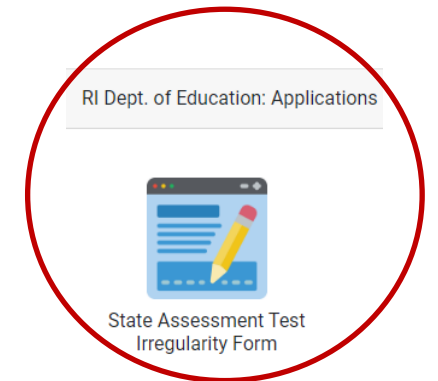 RI Dept. of Education: Applications
State Assessment Test
Irregularity Form